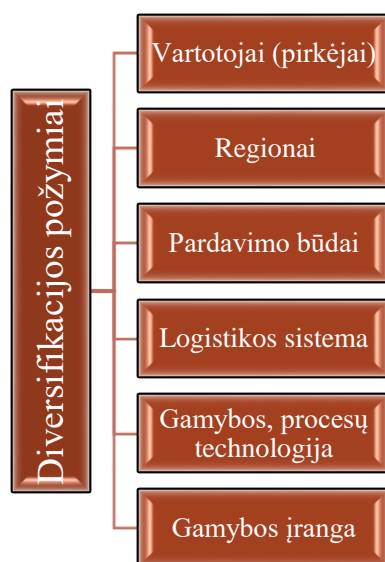 Diversifikacijos požymiai
Vartotojai (pirkėjai)
Regionai
Pardavimo būdai
Logistikos sistema
Gamybos, procesų
technologija
Gamybos įranga